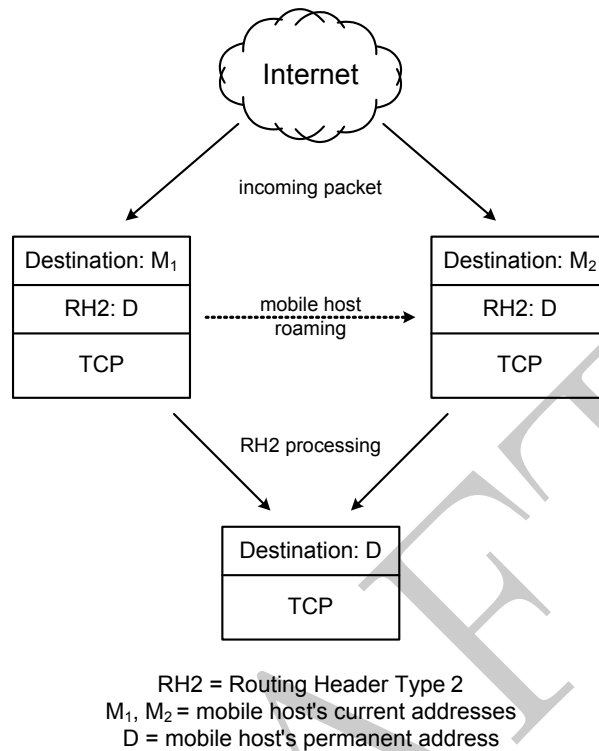 Internet
incoming packet
Destination: M₁
RH2: D
TCP
mobile host
roaming
Destination: M₂
RH2: D
TCP
RH2 processing
Destination: D
TCP
RH2 = Routing Header Type 2
M₁, M₂ = mobile host's current addresses
D = mobile host's permanent address